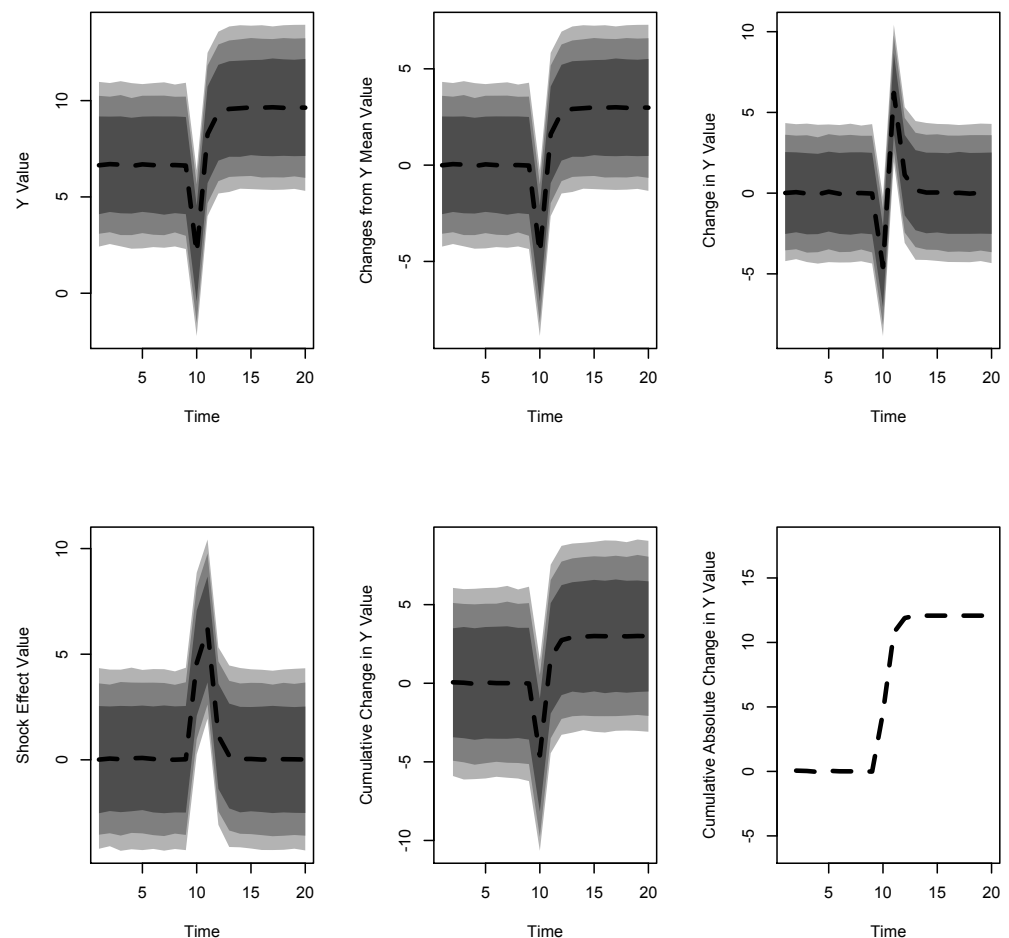 Y Value
10
5
0
5 10 15 20
Time
Changes from Y Mean Value
5
0
-5
5 10 15 20
Time
Change in Y Value
10
5
0
-5
5 10 15 20
Time
Shock Effect Value
10
5
0
5 10 15 20
Time
Cumulative Change in Y Value
5
0
-5
-10
5 10 15 20
Time
Cumulative Absolute Change in Y Value
15
10
5
0
-5
5 10 15 20
Time